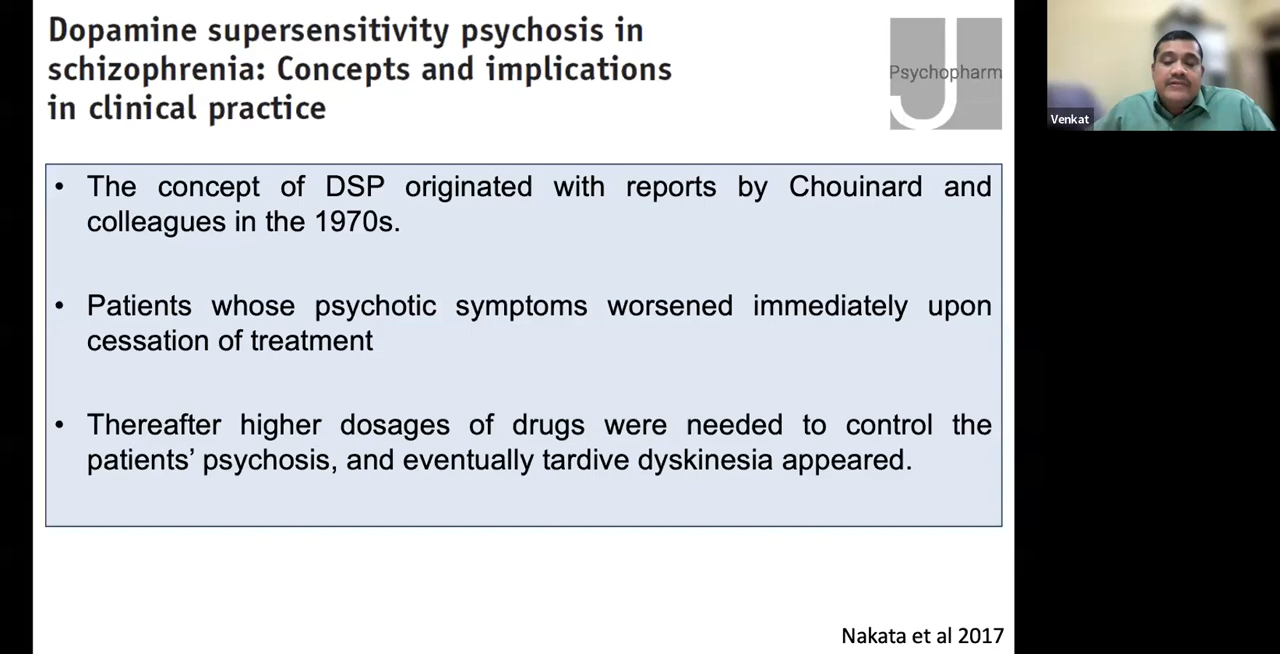 Dopamine supersensitivity psychosis in
schizophrenia: Concepts and implications
in clinical practice
Psychopharm
J
Venkat
• The concept of DSP originated with reports by Chouinard and
colleagues in the 1970s.
• Patients whose psychotic symptoms worsened immediately upon
cessation of treatment
• Thereafter higher dosages of drugs were needed to control the
patients’ psychosis, and eventually tardive dyskinesia appeared.
Nakata et al 2017